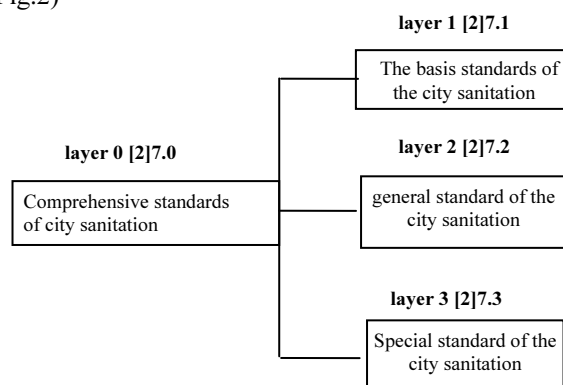 Fig.2)
layer 1 [2]7.1
The basis standards of
the city sanitation
layer 0 [2]7.0
Comprehensive standards
of city sanitation
layer 2 [2]7.2
general standard of the
city sanitation
layer 3 [2]7.3
Special standard of the
city sanitation